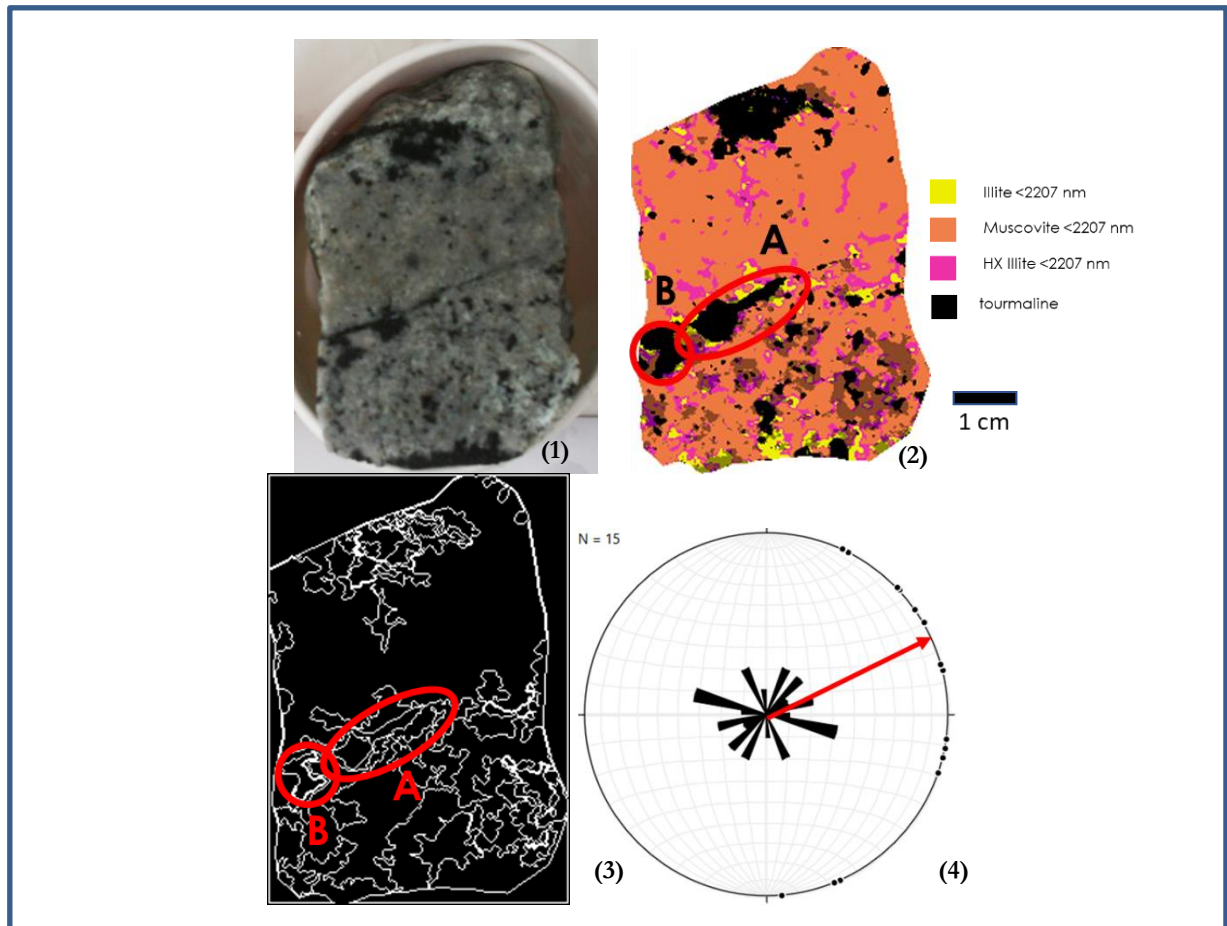 (1)
A
B
(2)
Illite <2207 nm
Muscovite <2207 nm
HX Illite <2207 nm
tourmaline
1 cm
A
B
(3)
N = 15
(4)